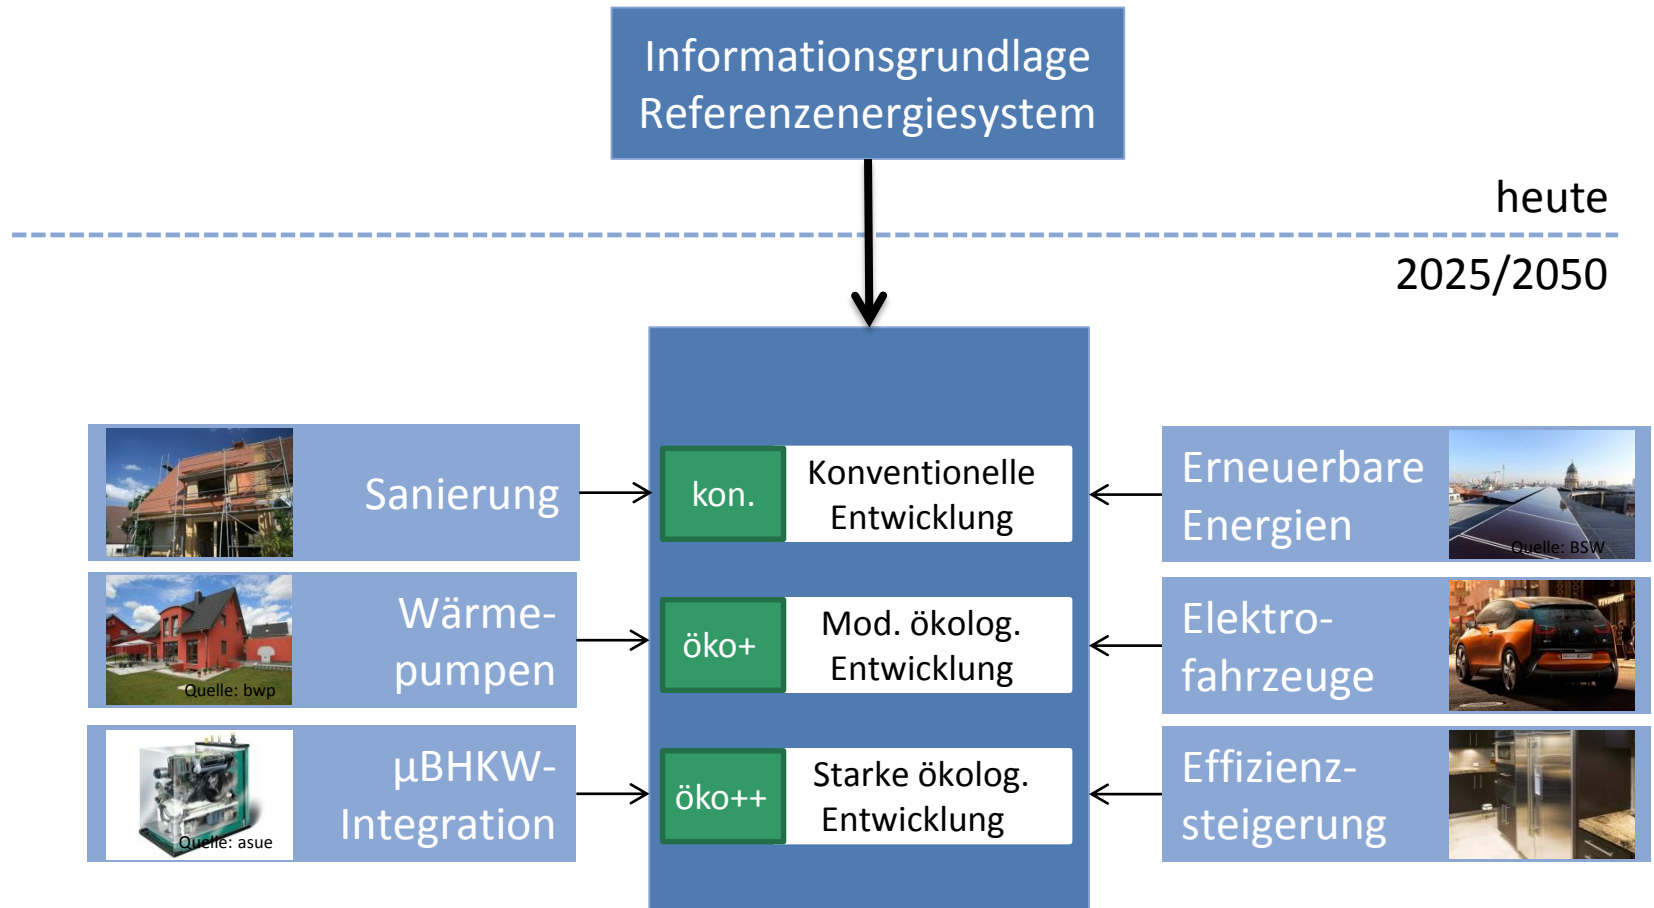 Informationsgrundlage
Referenzenergiesystem
heute
2025/2050
Sanierung
kon.
Konventionelle
Entwicklung
Erneuerbare
Energien
Quelle: BSW
Wärme-
pumpen
Quelle: bwp
öko+
Mod. ökolog.
Entwicklung
Elektro-
fahrzeuge
µBHKW-
Integration
Quelle: asue
öko++
Starke ökolog.
Entwicklung
Effizienz-
steigerung